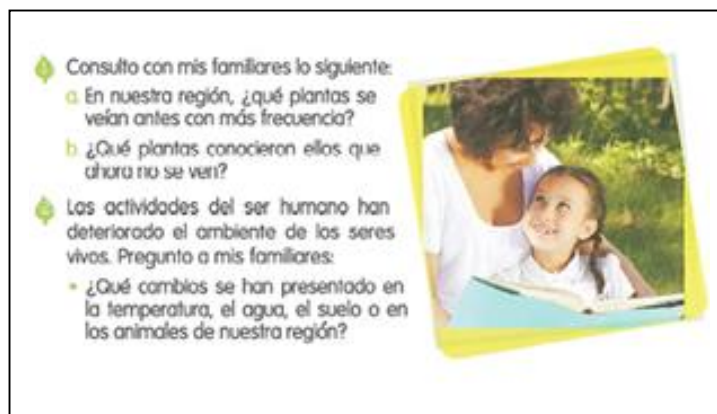 1 Consulto con mis familiares lo siguiente:
a. En nuestra región, ¿qué plantas se
veían antes con más frecuencia?
b. ¿Qué plantas conocieron ellos que
ahora no se ven?
2 Las actividades del ser humano han
deteriorado el ambiente de los seres
vivos. Pregunto a mis familiares:
• ¿Qué cambios se han presentado en
la temperatura, el agua, el suelo o en
los animales de nuestra región?